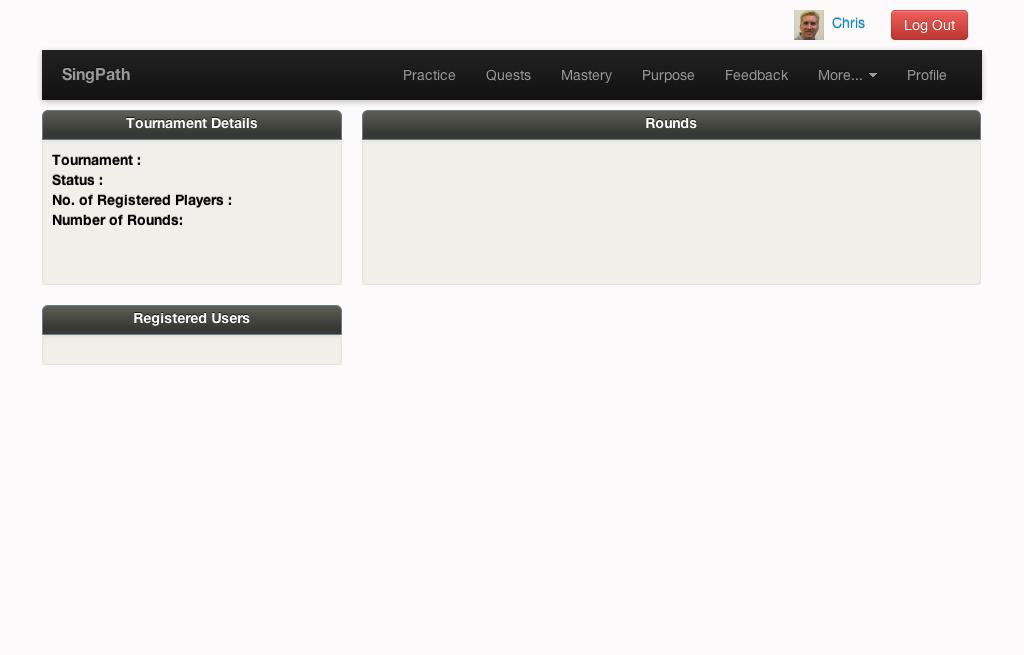 Chris
Log Out
SingPath
Practice Quests Mastery Purpose Feedback More... Profile
Tournament Details
Tournament :
Status :
No. of Registered Players :
Number of Rounds:
Rounds
Registered Users